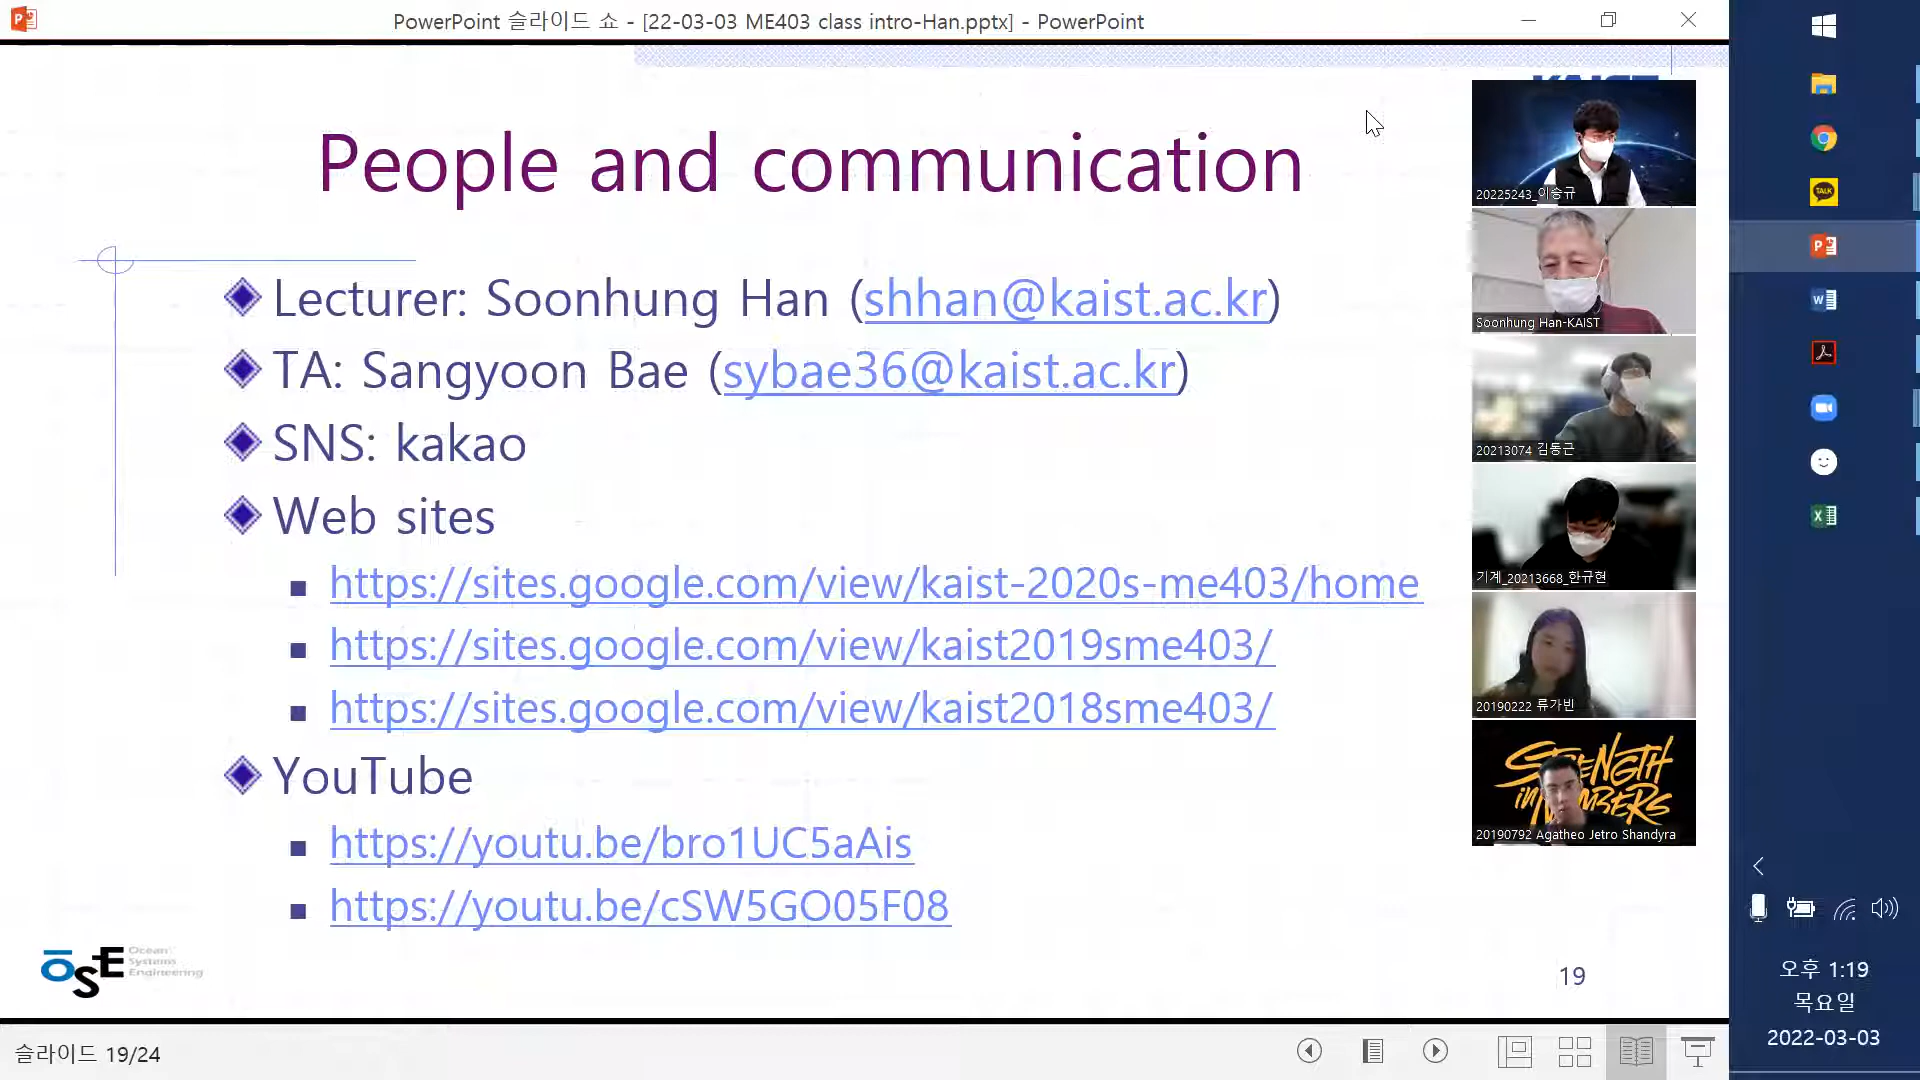 PowerPoint 슬라이드 쇼 - [22-03-03 ME403 class intro-Han.pptx] - PowerPoint
People and communication
Lecturer: Soonhung Han (shhan@kaist.ac.kr)
TA: Sangyoon Bae (sybae36@kaist.ac.kr)
SNS: kakao
Web sites
https://sites.google.com/view/kaist-2020s-me403/home
https://sites.google.com/view/kaist2019sme403/
https://sites.google.com/view/kaist2018sme403/
YouTube
https://youtu.be/bro1UC5aAis
https://youtu.be/cSW5GO05F08
OSE Ocean
Systems
Engineering
19
슬라이드 19/24
KAIST
20225243_이승규
Soonhung Han-KAIST
20213074 김동근
기계_20213668_한규현
20190222 류가빈
STRENGTH
in NUMBERS
20190792 Agatheo Jetro Shandyra
TALK
오후 1:19
목요일
2022-03-03